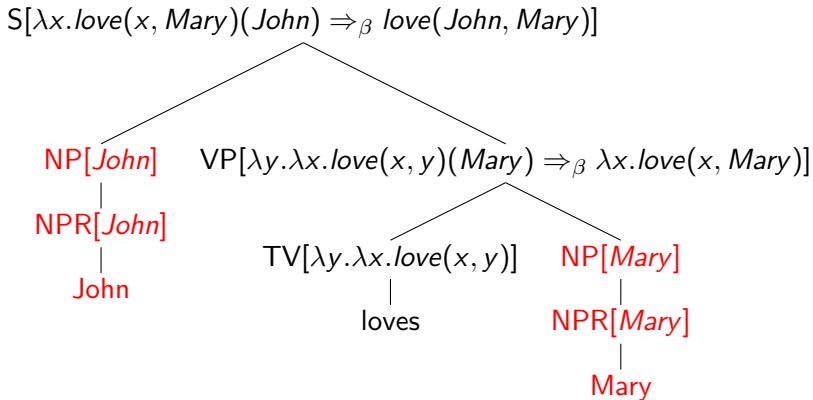 S[λx.love(x, Mary)(John) ⇒β love(John, Mary)]
NP[John] VP[λy.λx.love(x, y)(Mary) ⇒β λx.love(x, Mary)]
NPR[John] TV[λy.λx.love(x, y)] NP[Mary]
John loves NPR[Mary]
Mary